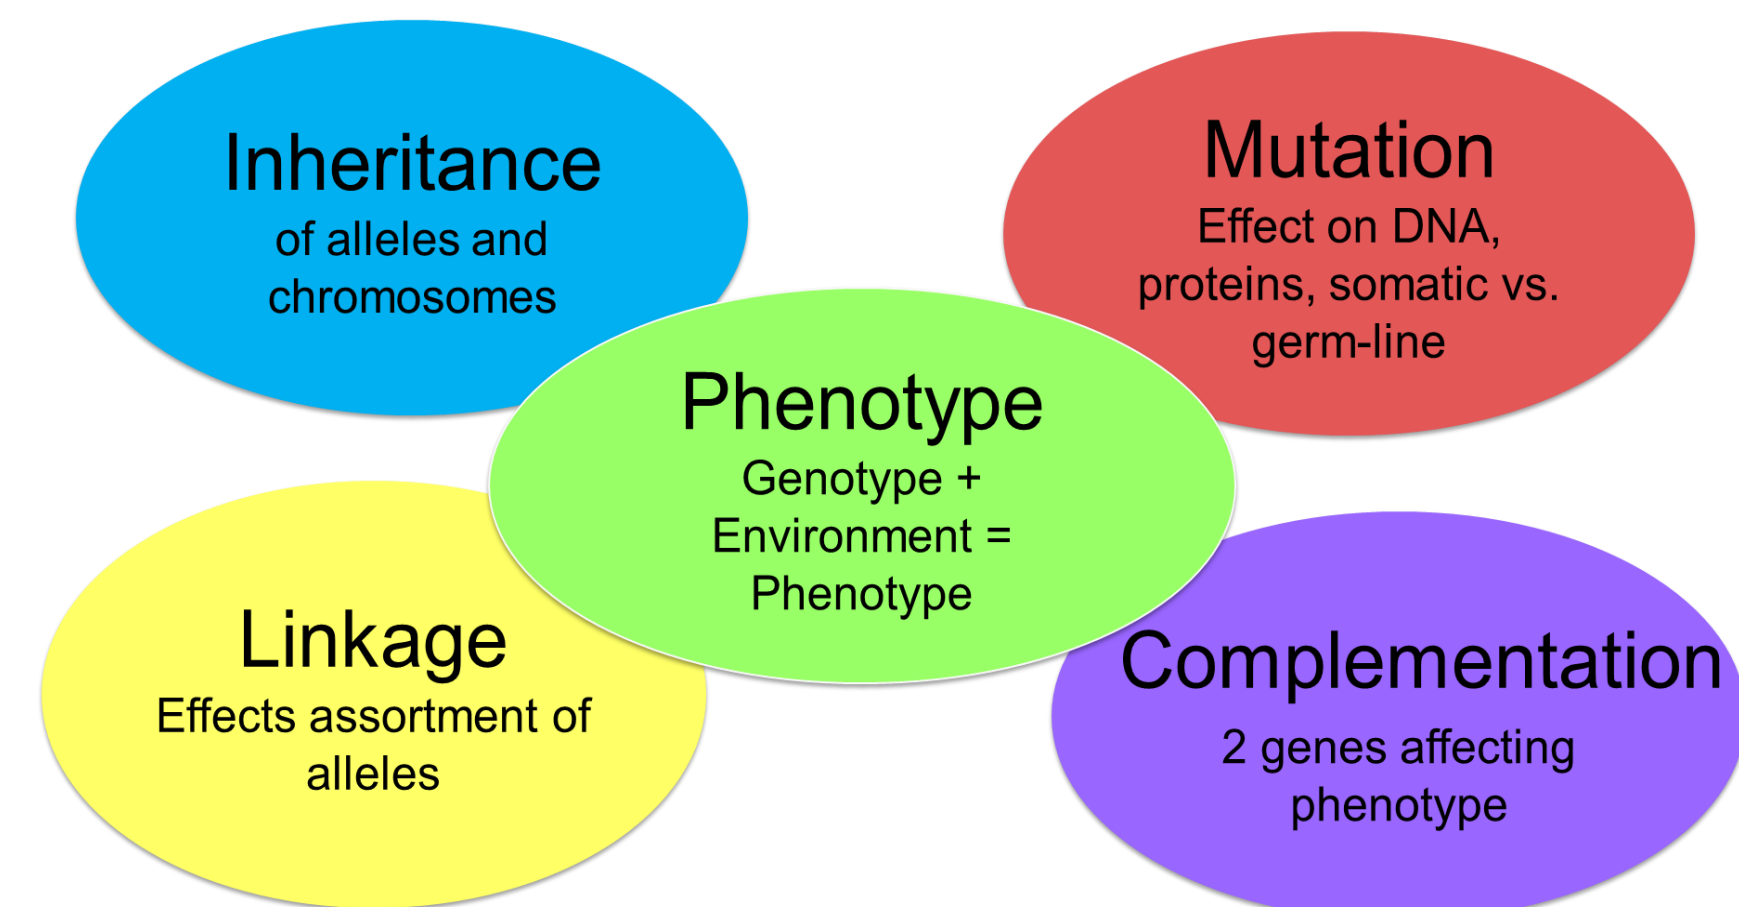 Inheritance
of alleles and
chromosomes
Mutation
Effect on DNA,
proteins, somatic vs.
germ-line
Phenotype
Genotype +
Environment =
Phenotype
Linkage
Effects assortment of
alleles
Complementation
2 genes affecting
phenotype